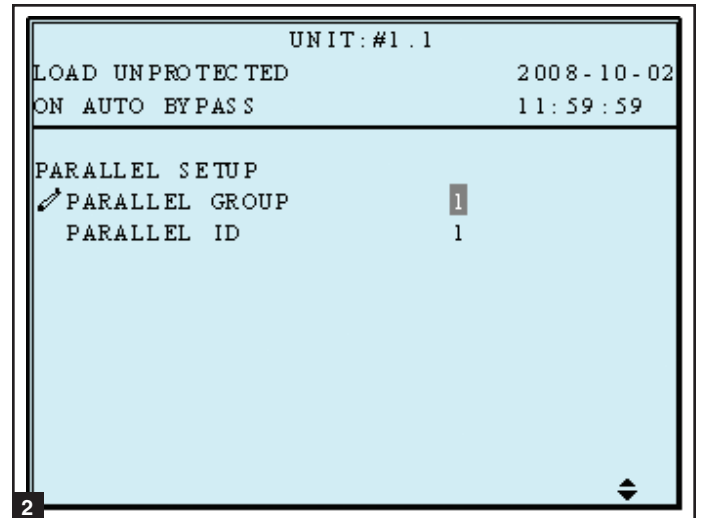 UNIT:#1.1
LOAD UNPROTECTED 2008-10-02
ON AUTO BYPASS 11:59:59
PARALLEL SETUP
PARALLEL GROUP 1
PARALLEL ID 1
2